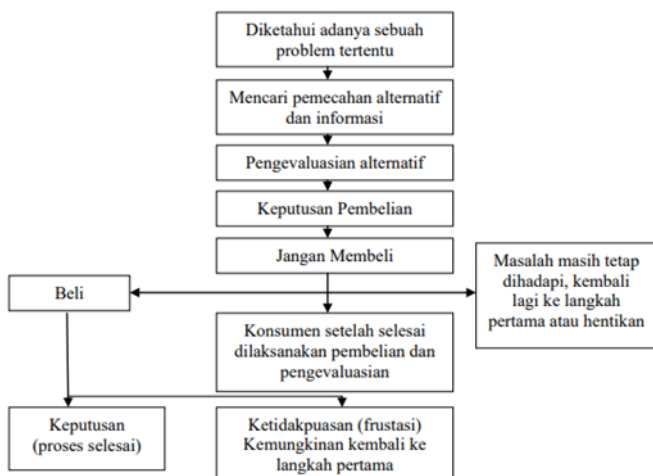 Diketahui adanya sebuah
problem tertentu
Mencari pemecahan alternatif
dan informasi
Pengevaluasian alternatif
Keputusan Pembelian
Jangan Membeli
Masalah masih tetap
dihadapi, kembali
lagi ke langkah
pertama atau hentikan
Beli
Konsumen setelah selesai
dilaksanakan pembelian dan
pengevaluasian
Keputusan
(proses selesai)
Ketidakpuasan (frustasi)
Kemungkinan kembali ke
langkah pertama